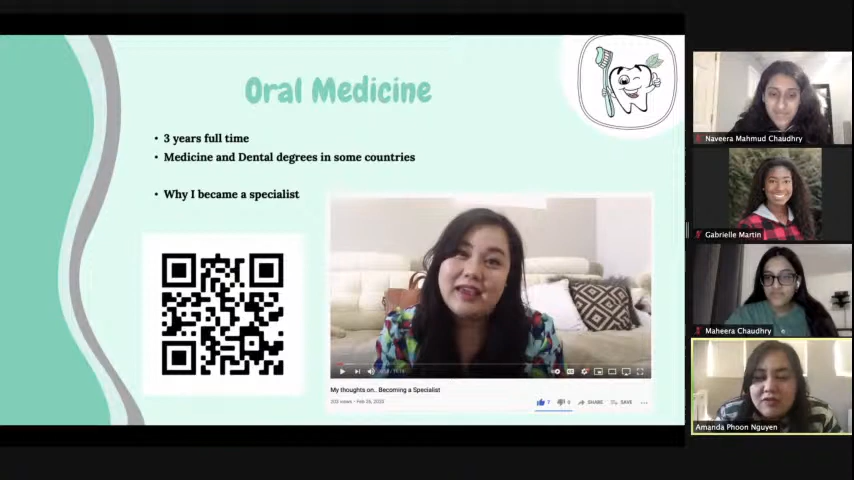 Oral Medicine
• 3 years full time
• Medicine and Dental degrees in some countries
• Why I became a specialist
My thoughts on.. Becoming a Specialist
SHARE
SAVE
Naveera Mahmud Chaudhry
Gabrielle Martin
Maheera Chaudhry
Amanda Phoon Nguyen